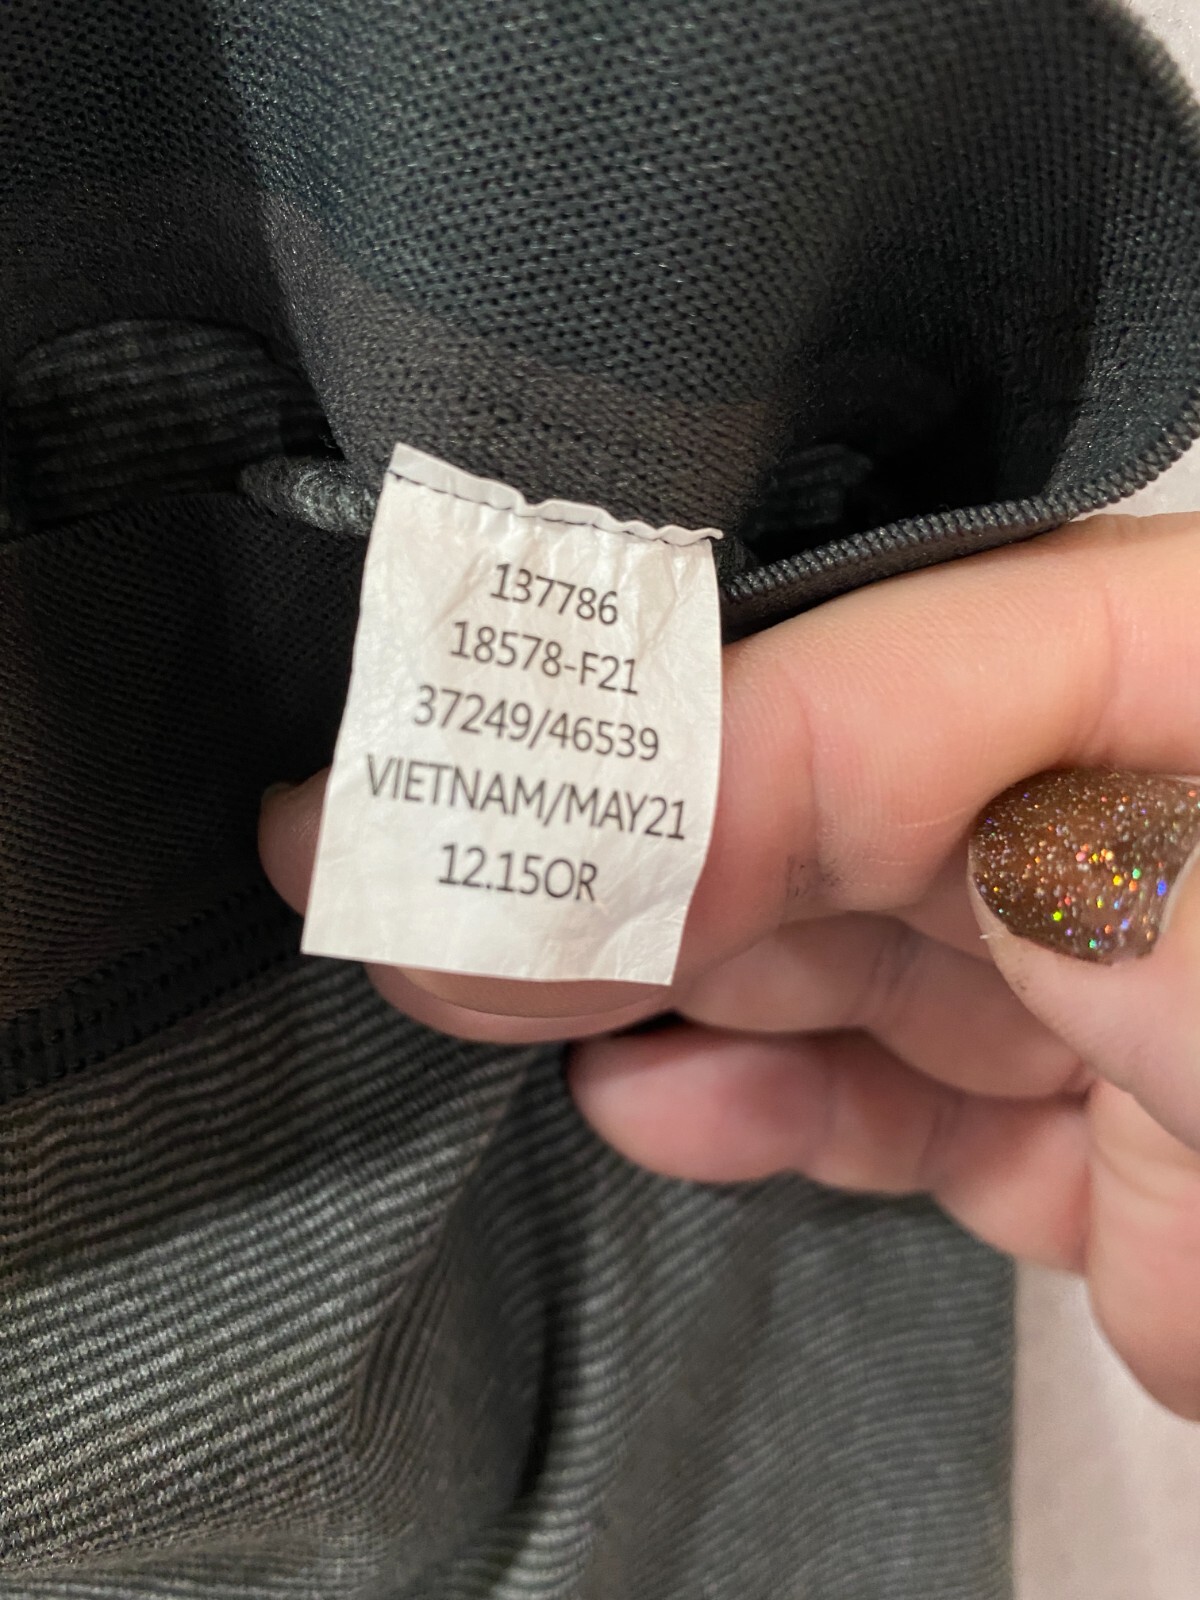 137786
18578-F21
37249/46539
VIETNAM/MAY21
12.15OR